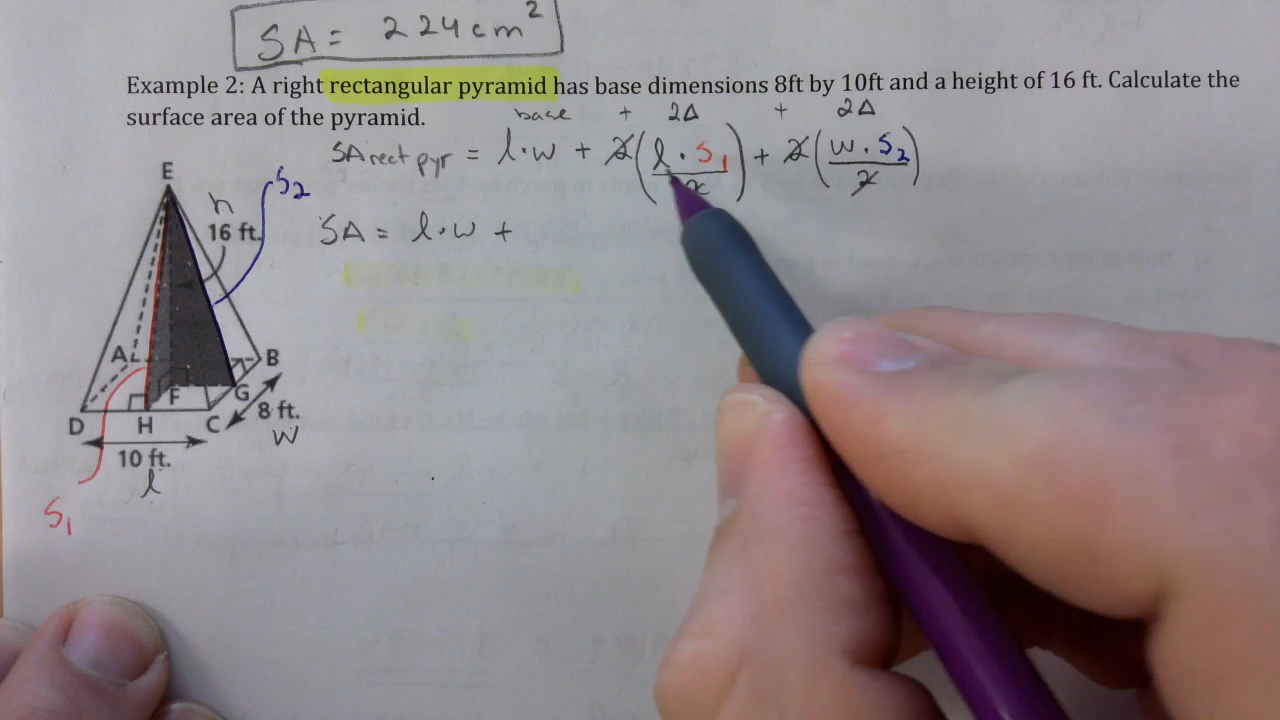 SA = 224 cm²
Example 2: A right rectangular pyramid has base dimensions 8ft by 10ft and a height of 16 ft. Calculate the
surface area of the pyramid.
base + 2Δ + 2Δ
SA rect pyr = l·w + 2(l·S₁/2) + 2(w·S₂/2)
E
S₂
h
16 ft.
SA = l·w +
A
B
F
G
D
H
C
8 ft.
w
10 ft.
l
S₁